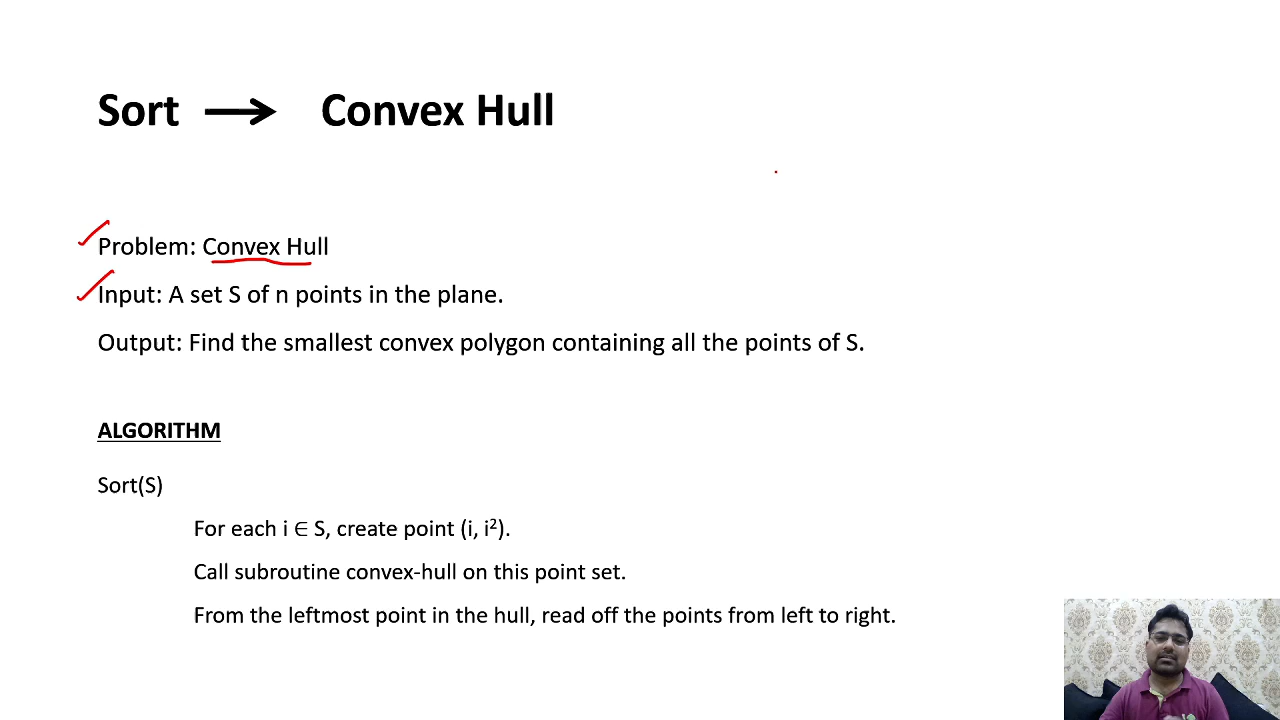 Sort → Convex Hull
Problem: Convex Hull
Input: A set S of n points in the plane.
Output: Find the smallest convex polygon containing all the points of S.
ALGORITHM
Sort(S)
For each i ∈ S, create point (i, i²).
Call subroutine convex-hull on this point set.
From the leftmost point in the hull, read off the points from left to right.